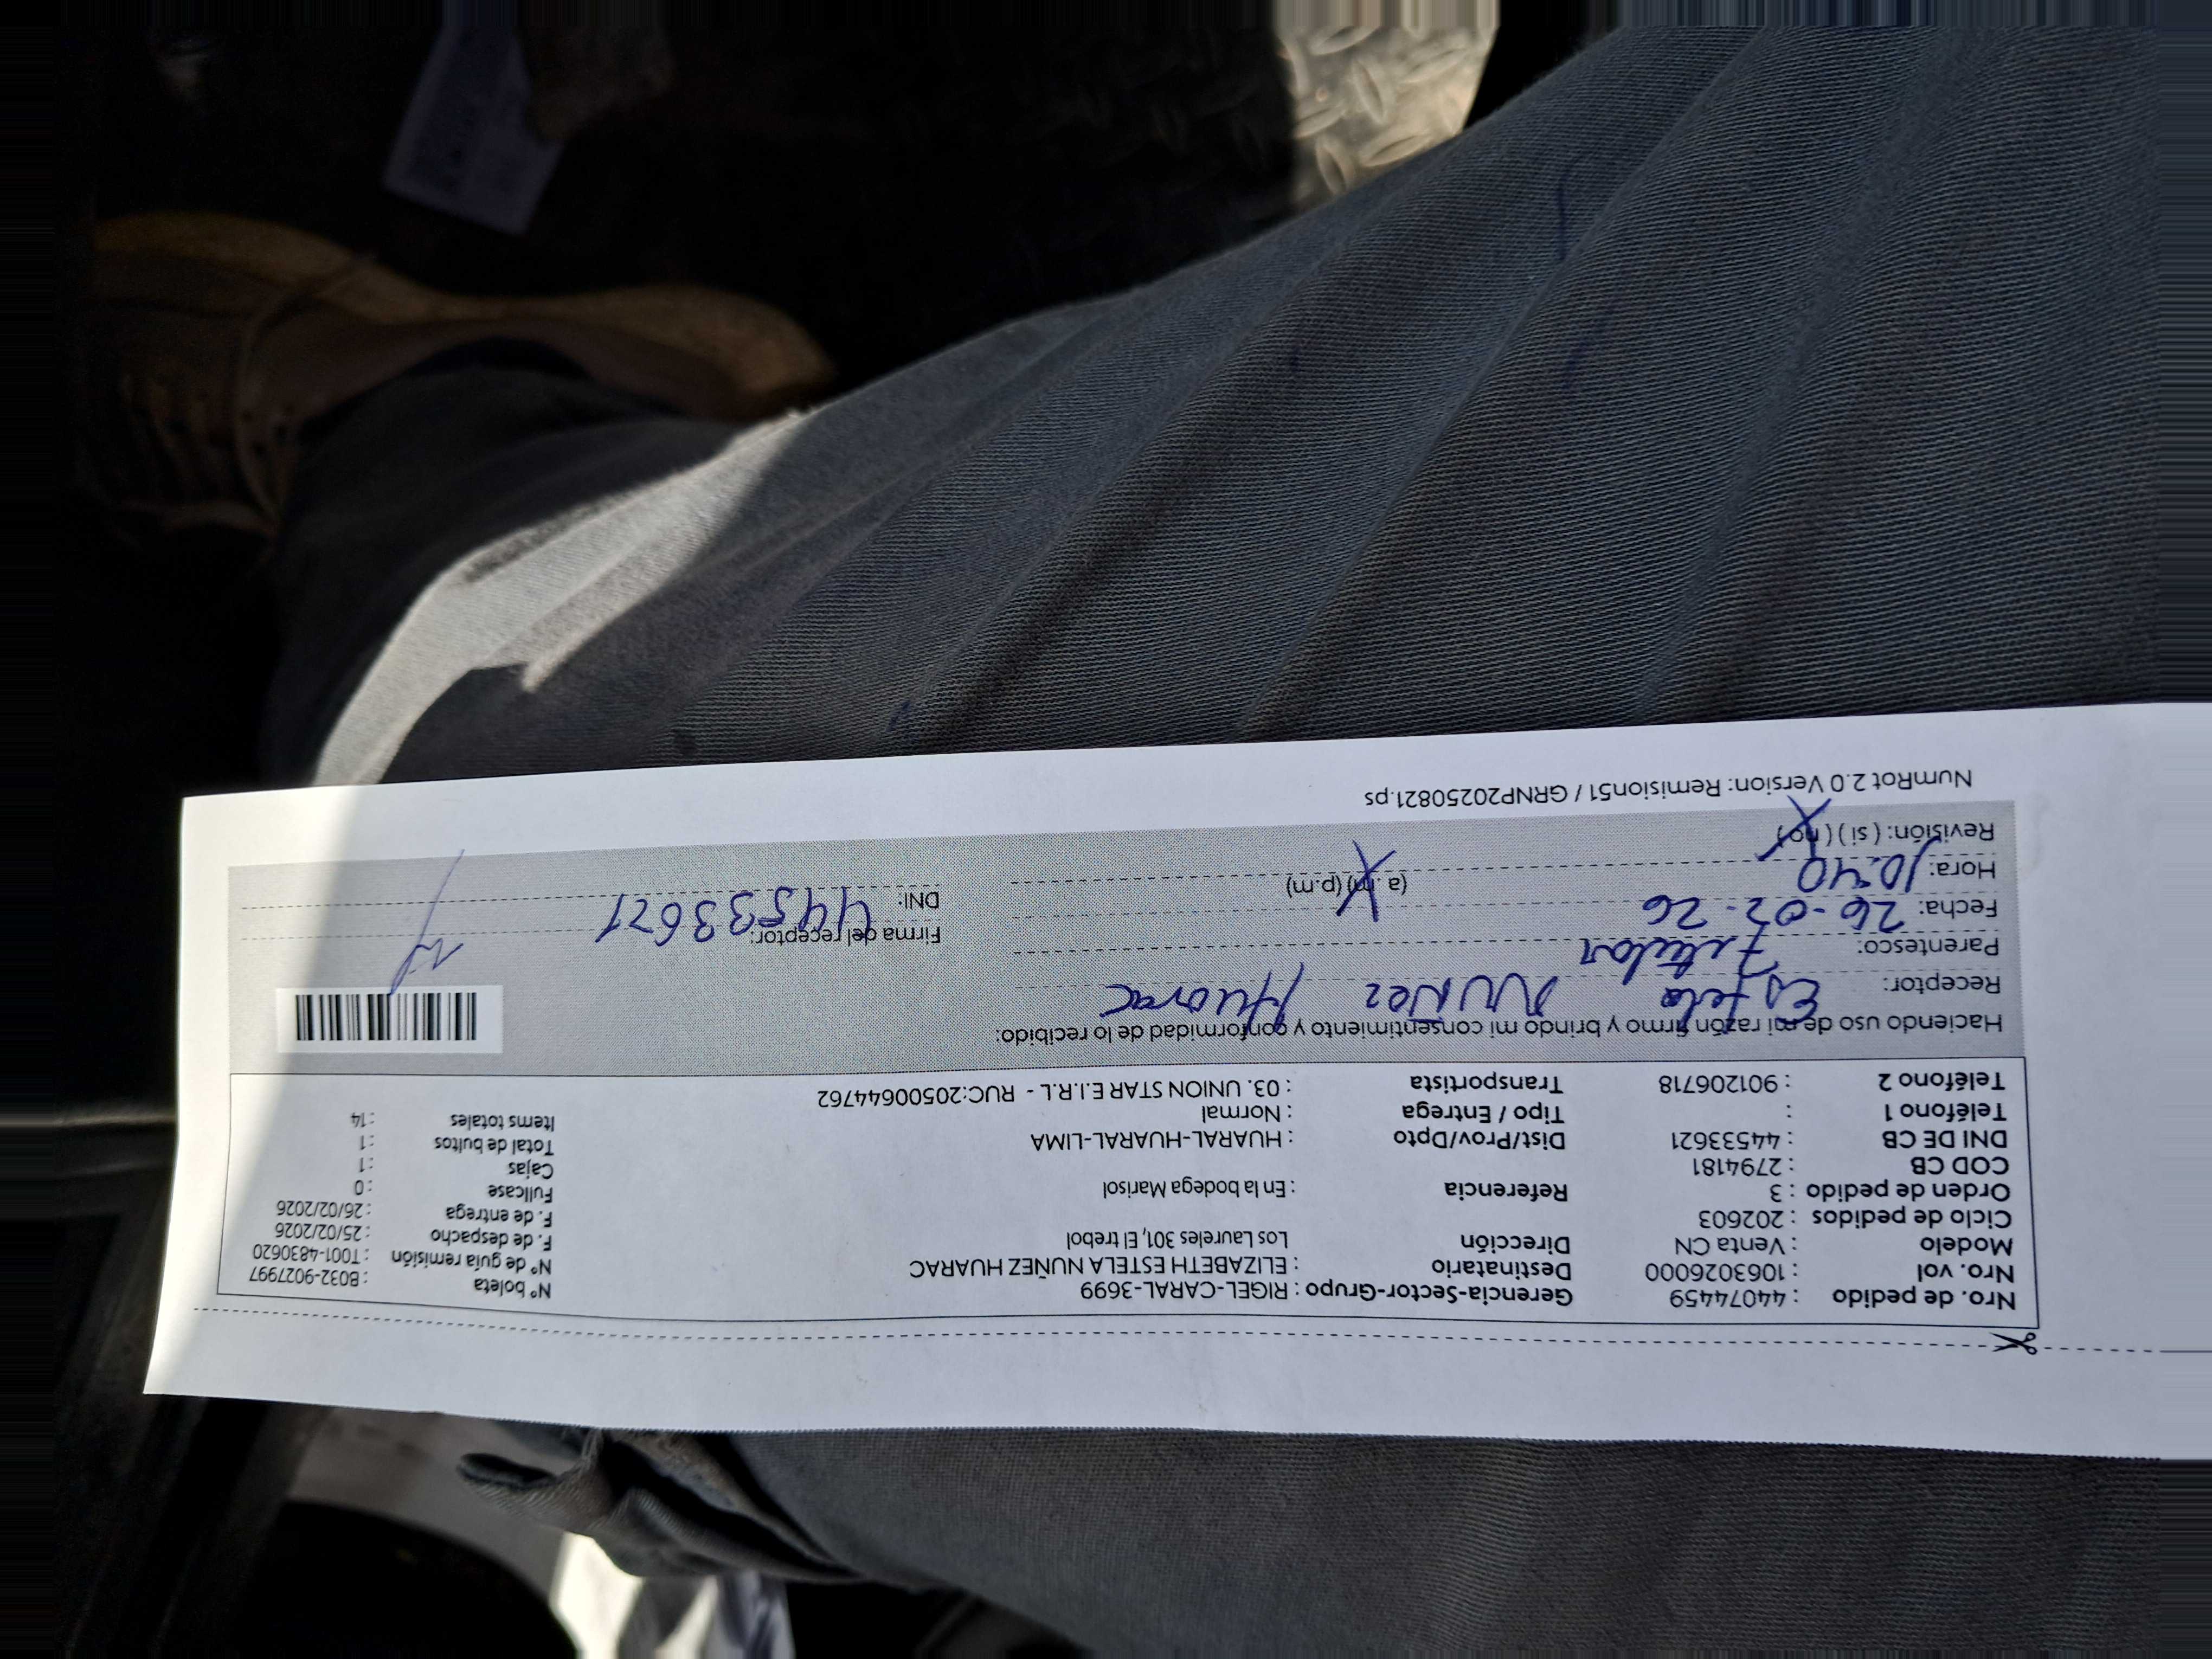 Nro. de pedido : 44074459 Gerencia-Sector-Grupo : RIGEL-CARAL-3699 N° boleta : B032-9027997
Nro. vol : 1063026000 Destinatario : ELIZABETH ESTELA NUÑEZ HUARAC N° de guía remisión : T001-4830620
Modelo : Venta CN Dirección Los Laureles 301, El trebol F. de despacho : 25/02/2026
Ciclo de pedidos : 202603 F. de entrega : 26/02/2026
Orden de pedido : 3 Referencia : En la bodega Marisol Fullcase : 0
COD CB : 2794181 Cajas : 1
DNI DE CB : 44533621 Dist/Prov/Dpto : HUARAL-HUARAL-LIMA Total de bultos : 1
Teléfono 1 : Tipo / Entrega : Normal Items totales : 14
Teléfono 2 : 901206718 Transportista : 03. UNION STAR E.I.R.L - RUC:20500644762
Haciendo uso de mi razón firmo y brindo mi consentimiento y conformidad de lo recibido:
Receptor: Estela NUÑez Huarac
Parentesco: Titular Firma del receptor:
Fecha: 26-02-26 DNI: 44533621
Hora: 10:40 (a.m) (p.m)
Revisión: ( si ) ( no )
NumRot 2.0 Version: Remision51 / GRNP20250821.ps